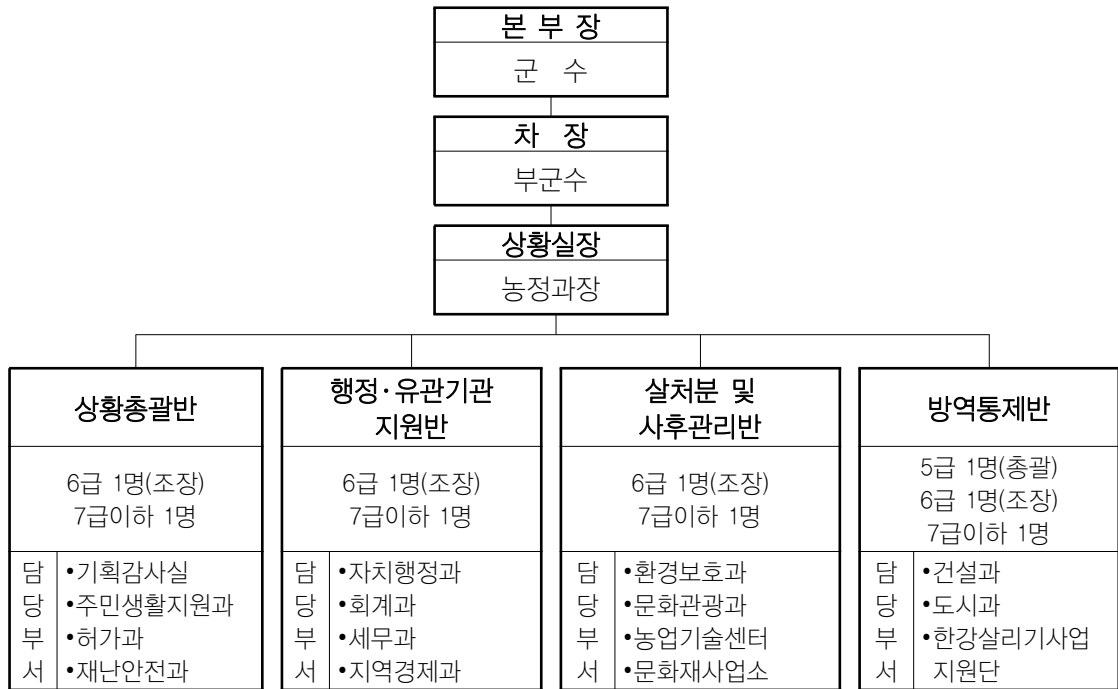 본 부 장
군 수
차 장
부군수
상황실장
농정과장
상황총괄반
6급 1명(조장)
7급이하 1명
담당부서
•기획감사실
•주민생활지원과
•허가과
•재난안전과
행정·유관기관
지원반
6급 1명(조장)
7급이하 1명
담당부서
•자치행정과
•회계과
•세무과
•지역경제과
살처분 및
사후관리반
6급 1명(조장)
7급이하 1명
담당부서
•환경보호과
•문화관광과
•농업기술센터
•문화재사업소
방역통제반
5급 1명(총괄)
6급 1명(조장)
7급이하 1명
담당부서
•건설과
•도시과
•한강살리기사업
지원단